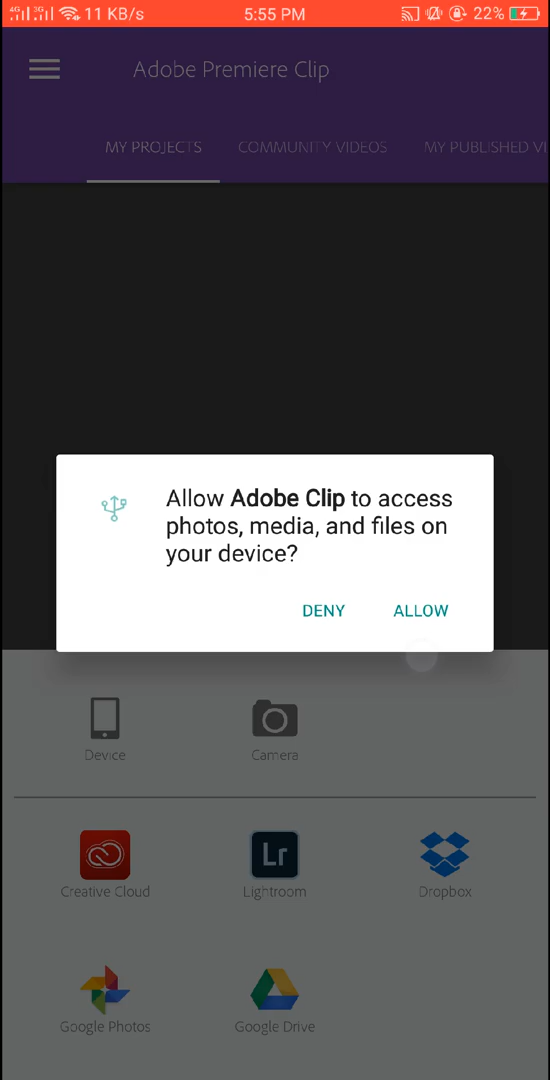 4G 3G 11 KB/s 5:55 PM 22%
Adobe Premiere Clip
MY PROJECTS COMMUNITY VIDEOS MY PUBLISHED VI
Allow Adobe Clip to access
photos, media, and files on
your device?
DENY ALLOW
Device Camera
Lr
Creative Cloud Lightroom Dropbox
Google Photos Google Drive